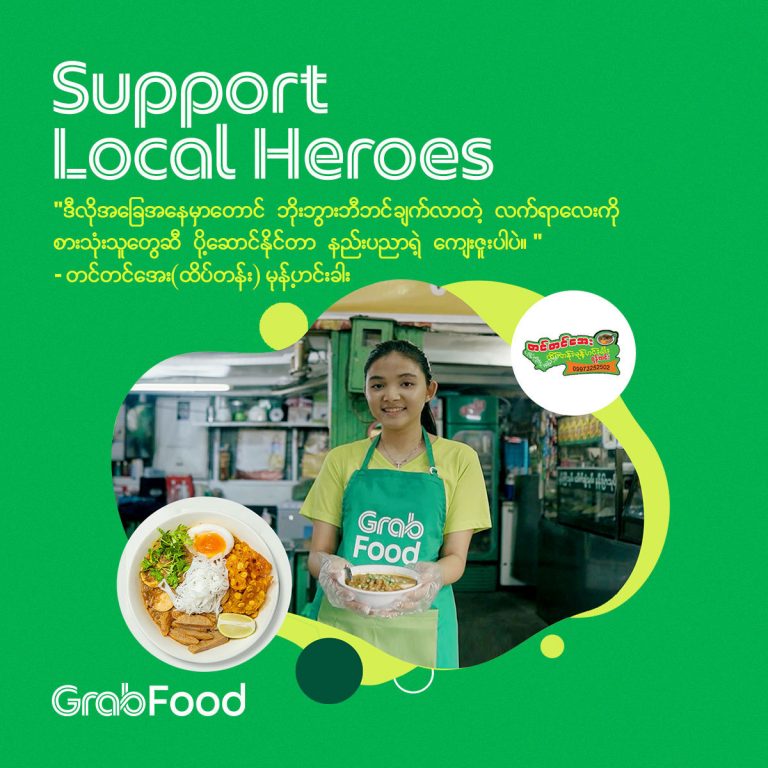 Support
Local Heroes
"ဒီလိုအခြေအနေမှာတောင် ဘိုးဘွားဘီဘင်ချက်လာတဲ့ လက်ရာလေးကို
စားသုံးသူတွေဆီ ပို့ဆောင်နိုင်တာ နည်းပညာရဲ့ ကျေးဇူးပါပဲ။ "
- တင်တင်အေး(ထိပ်တန်း) မုန့်ဟင်းခါး
တင်တင်အေး
09973252902
Grab
Food
GrabFood